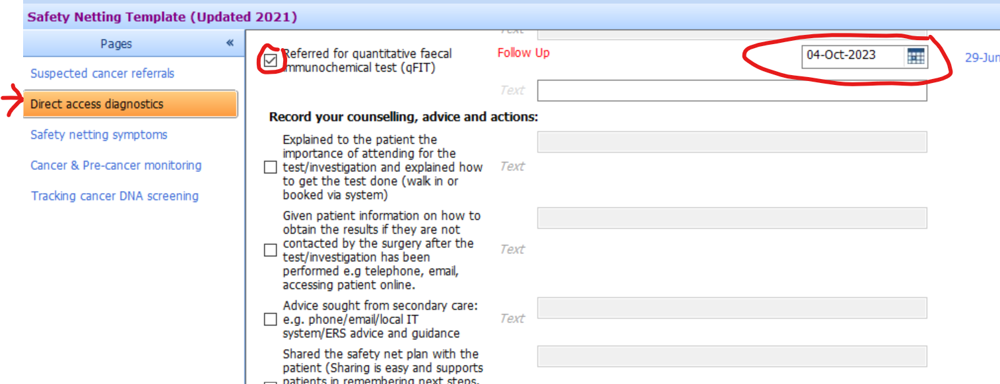 Safety Netting Template (Updated 2021)
Pages «
Suspected cancer referrals
Direct access diagnostics
Safety netting symptoms
Cancer & Pre-cancer monitoring
Tracking cancer DNA screening
Text
Referred for quantitative faecal
immunochemical test (qFIT)
Follow Up
04-Oct-2023
29-Jun
Text
Record your counselling, advice and actions:
Explained to the patient the
importance of attending for the
test/investigation and explained how
to get the test done (walk in or
booked via system)
Text
Given patient information on how to
obtain the results if they are not
contacted by the surgery after the
test/investigation has been
performed e.g telephone, email,
accessing patient online.
Text
Advice sought from secondary care:
e.g. phone/email/local IT
system/ERS advice and guidance
Text
Shared the safety net plan with the
patient (Sharing is easy and supports
patients in remembering next steps.